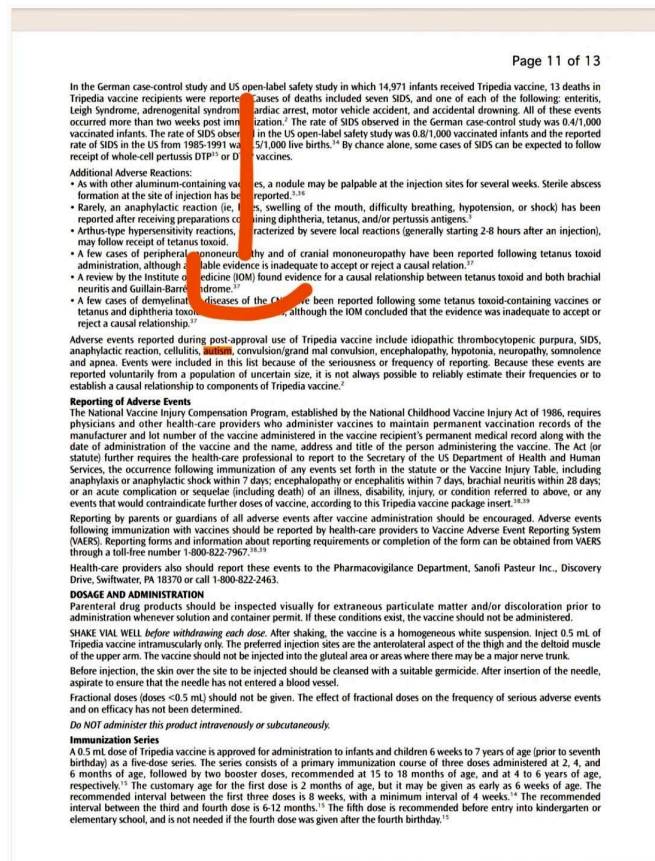 Page 11 of 13
In the German case-control study and US open-label safety study in which 14,971 infants received Tripedia vaccine, 13 deaths in
Tripedia vaccine recipients were reporte Causes of deaths included seven SIDS, and one of each of the following: enteritis,
Leigh Syndrome, adrenogenital syndrom ardiac arrest, motor vehicle accident, and accidental drowning. All of these events
occurred more than two weeks post imm ization.² The rate of SIDS observed in the German case-control study was 0.4/1,000
vaccinated infants. The rate of SIDS obser l in the US open-label safety study was 0.8/1,000 vaccinated infants and the reported
rate of SIDS in the US from 1985-1991 wa .5/1,000 live births.³⁴ By chance alone, some cases of SIDS can be expected to follow
receipt of whole-cell pertussis DTP³⁵ or D vaccines.
Additional Adverse Reactions:
• As with other aluminum-containing va es, a nodule may be palpable at the injection sites for several weeks. Sterile abscess
formation at the site of injection has be reported.³,³⁶
• Rarely, an anaphylactic reaction (ie, es, swelling of the mouth, difficulty breathing, hypotension, or shock) has been
reported after receiving preparations co ining diphtheria, tetanus, and/or pertussis antigens.³
• Arthus-type hypersensitivity reactions, racterized by severe local reactions (generally starting 2-8 hours after an injection),
may follow receipt of tetanus toxoid.
• A few cases of peripheral mononeuro thy and of cranial mononeuropathy have been reported following tetanus toxoid
administration, although a lable evidence is inadequate to accept or reject a causal relation.³⁷
• A review by the Institute o edicine (IOM) found evidence for a causal relationship between tetanus toxoid and both brachial
neuritis and Guillain-Barré ndrome.³⁷
• A few cases of demyelinat diseases of the CN ve been reported following some tetanus toxoid-containing vaccines or
tetanus and diphtheria toxo , although the IOM concluded that the evidence was inadequate to accept or
reject a causal relationship.³⁷
Adverse events reported during post-approval use of Tripedia vaccine include idiopathic thrombocytopenic purpura, SIDS,
anaphylactic reaction, cellulitis, autism, convulsion/grand mal convulsion, encephalopathy, hypotonia, neuropathy, somnolence
and apnea. Events were included in this list because of the seriousness or frequency of reporting. Because these events are
reported voluntarily from a population of uncertain size, it is not always possible to reliably estimate their frequencies or to
establish a causal relationship to components of Tripedia vaccine.²
Reporting of Adverse Events
The National Vaccine Injury Compensation Program, established by the National Childhood Vaccine Injury Act of 1986, requires
physicians and other health-care providers who administer vaccines to maintain permanent vaccination records of the
manufacturer and lot number of the vaccine administered in the vaccine recipient's permanent medical record along with the
date of administration of the vaccine and the name, address and title of the person administering the vaccine. The Act (or
statute) further requires the health-care professional to report to the Secretary of the US Department of Health and Human
Services, the occurrence following immunization of any events set forth in the statute or the Vaccine Injury Table, including
anaphylaxis or anaphylactic shock within 7 days; encephalopathy or encephalitis within 7 days, brachial neuritis within 28 days;
or an acute complication or sequelae (including death) of an illness, disability, injury, or condition referred to above, or any
events that would contraindicate further doses of vaccine, according to this Tripedia vaccine package insert.³⁸,³⁹
Reporting by parents or guardians of all adverse events after vaccine administration should be encouraged. Adverse events
following immunization with vaccines should be reported by health-care providers to Vaccine Adverse Event Reporting System
(VAERS). Reporting forms and information about reporting requirements or completion of the form can be obtained from VAERS
through a toll-free number 1-800-822-7967.³⁸,³⁹
Health-care providers also should report these events to the Pharmacovigilance Department, Sanofi Pasteur Inc., Discovery
Drive, Swiftwater, PA 18370 or call 1-800-822-2463.
DOSAGE AND ADMINISTRATION
Parenteral drug products should be inspected visually for extraneous particulate matter and/or discoloration prior to
administration whenever solution and container permit. If these conditions exist, the vaccine should not be administered.
SHAKE VIAL WELL before withdrawing each dose. After shaking, the vaccine is a homogeneous white suspension. Inject 0.5 mL of
Tripedia vaccine intramuscularly only. The preferred injection sites are the anterolateral aspect of the thigh and the deltoid muscle
of the upper arm. The vaccine should not be injected into the gluteal area or areas where there may be a major nerve trunk.
Before injection, the skin over the site to be injected should be cleansed with a suitable germicide. After insertion of the needle,
aspirate to ensure that the needle has not entered a blood vessel.
Fractional doses (doses <0.5 mL) should not be given. The effect of fractional doses on the frequency of serious adverse events
and on efficacy has not been determined.
Do NOT administer this product intravenously or subcutaneously.
Immunization Series
A 0.5 mL dose of Tripedia vaccine is approved for administration to infants and children 6 weeks to 7 years of age (prior to seventh
birthday) as a five-dose series. The series consists of a primary immunization course of three doses administered at 2, 4, and
6 months of age, followed by two booster doses, recommended at 15 to 18 months of age, and at 4 to 6 years of age,
respectively.¹⁵ The customary age for the first dose is 2 months of age, but it may be given as early as 6 weeks of age. The
recommended interval between the first three doses is 8 weeks, with a minimum interval of 4 weeks.¹⁴ The recommended
interval between the third and fourth dose is 6-12 months.¹⁵ The fifth dose is recommended before entry into kindergarten or
elementary school, and is not needed if the fourth dose was given after the fourth birthday.¹⁵